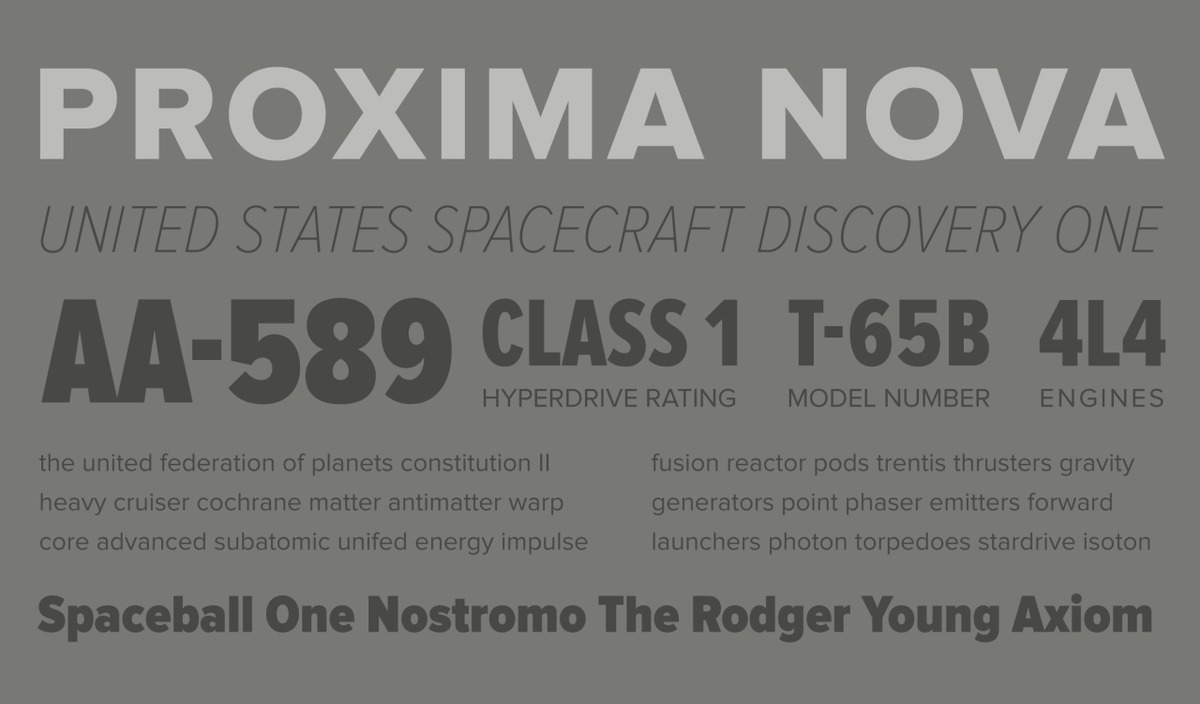 PROXIMA NOVA
UNITED STATES SPACECRAFT DISCOVERY ONE
AA-589
CLASS 1
HYPERDRIVE RATING
T-65B
MODEL NUMBER
4L4
ENGINES
the united federation of planets constitution II
heavy cruiser cochrane matter antimatter warp
core advanced subatomic unifed energy impulse
fusion reactor pods trentis thrusters gravity
generators point phaser emitters forward
launchers photon torpedoes stardrive isoton
Spaceball One Nostromo The Rodger Young Axiom